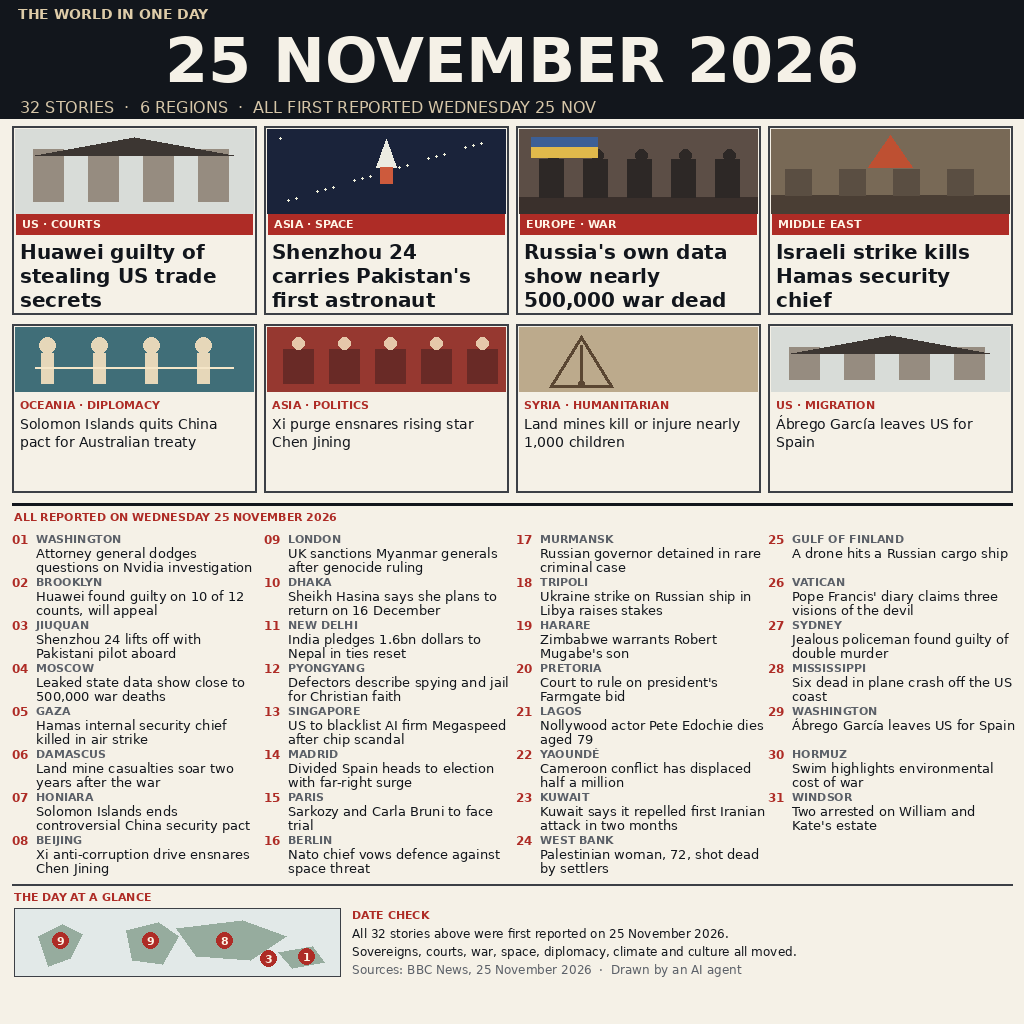 THE WORLD IN ONE DAY
25 NOVEMBER 2026
32 STORIES · 6 REGIONS · ALL FIRST REPORTED WEDNESDAY 25 NOV
US · COURTS
Huawei guilty of
stealing US trade
secrets
ASIA · SPACE
Shenzhou 24
carries Pakistan's
first astronaut
EUROPE · WAR
Russia's own data
show nearly
500,000 war dead
MIDDLE EAST
Israeli strike kills
Hamas security
chief
OCEANIA · DIPLOMACY
Solomon Islands quits China
pact for Australian treaty
ASIA · POLITICS
Xi purge ensnares rising star
Chen Jining
SYRIA · HUMANITARIAN
Land mines kill or injure nearly
1,000 children
US · MIGRATION
Ábrego García leaves US for
Spain
ALL REPORTED ON WEDNESDAY 25 NOVEMBER 2026
01 WASHINGTON
Attorney general dodges
questions on Nvidia investigation
02 BROOKLYN
Huawei found guilty on 10 of 12
counts, will appeal
03 JIUQUAN
Shenzhou 24 lifts off with
Pakistani pilot aboard
04 MOSCOW
Leaked state data show close to
500,000 war deaths
05 GAZA
Hamas internal security chief
killed in air strike
06 DAMASCUS
Land mine casualties soar two
years after the war
07 HONIARA
Solomon Islands ends
controversial China security pact
08 BEIJING
Xi anti-corruption drive ensnares
Chen Jining
09 LONDON
UK sanctions Myanmar generals
after genocide ruling
10 DHAKA
Sheikh Hasina says she plans to
return on 16 December
11 NEW DELHI
India pledges 1.6bn dollars to
Nepal in ties reset
12 PYONGYANG
Defectors describe spying and jail
for Christian faith
13 SINGAPORE
US to blacklist AI firm Megaspeed
after chip scandal
14 MADRID
Divided Spain heads to election
with far-right surge
15 PARIS
Sarkozy and Carla Bruni to face
trial
16 BERLIN
Nato chief vows defence against
space threat
17 MURMANSK
Russian governor detained in rare
criminal case
18 TRIPOLI
Ukraine strike on Russian ship in
Libya raises stakes
19 HARARE
Zimbabwe warrants Robert
Mugabe's son
20 PRETORIA
Court to rule on president's
Farmgate bid
21 LAGOS
Nollywood actor Pete Edochie dies
aged 79
22 YAOUNDÉ
Cameroon conflict has displaced
half a million
23 KUWAIT
Kuwait says it repelled first Iranian
attack in two months
24 WEST BANK
Palestinian woman, 72, shot dead
by settlers
25 GULF OF FINLAND
A drone hits a Russian cargo ship
26 VATICAN
Pope Francis' diary claims three
visions of the devil
27 SYDNEY
Jealous policeman found guilty of
double murder
28 MISSISSIPPI
Six dead in plane crash off the US
coast
29 WASHINGTON
Ábrego García leaves US for Spain
30 HORMUZ
Swim highlights environmental
cost of war
31 WINDSOR
Two arrested on William and
Kate's estate
THE DAY AT A GLANCE
9
9
8
3
1
DATE CHECK
All 32 stories above were first reported on 25 November 2026.
Sovereigns, courts, war, space, diplomacy, climate and culture all moved.
Sources: BBC News, 25 November 2026 · Drawn by an AI agent